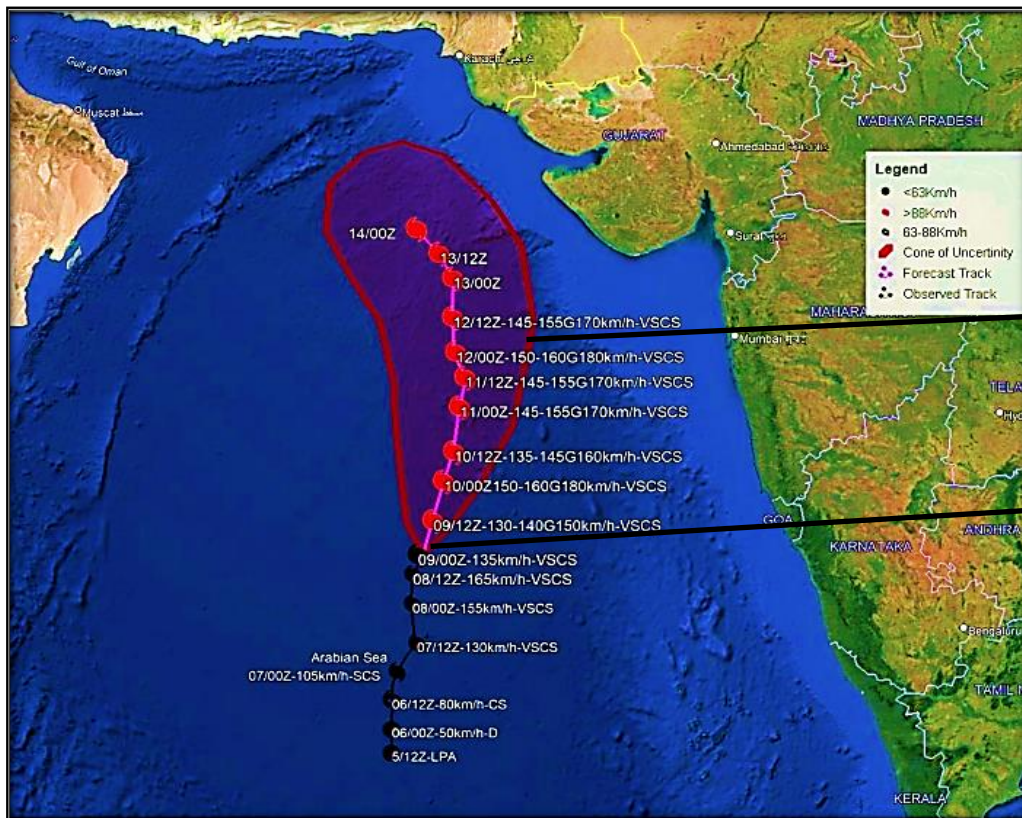 Gulf of Oman
Karachi کراچی
Muscat مسقط
GUJARAT
MADHYA PRADESH
Ahmedabad
Legend
<63Km/h
>88Km/h
63-88Km/h
Cone of Uncertinity
Forecast Track
Observed Track
Surat
14/00Z
13/12Z
13/00Z
MAHARA
12/12Z-145-155G170km/h-VSCS
Mumbai मुम्बई
12/00Z-150-160G180km/h-VSCS
11/12Z-145-155G170km/h-VSCS
TELA
11/00Z-145-155G170km/h-VSCS
Hyd
10/12Z-135-145G160km/h-VSCS
10/00Z150-160G180km/h-VSCS
09/12Z-130-140G150km/h-VSCS
GOA
ANDHRA
KARNATAKA
09/00Z-135km/h-VSCS
08/12Z-165km/h-VSCS
08/00Z-155km/h-VSCS
Bengaluru
07/12Z-130km/h-VSCS
Arabian Sea
07/00Z-105km/h-SCS
TAMIL N
06/12Z-80km/h-CS
06/00Z-50km/h-D
5/12Z-LPA
KERALA